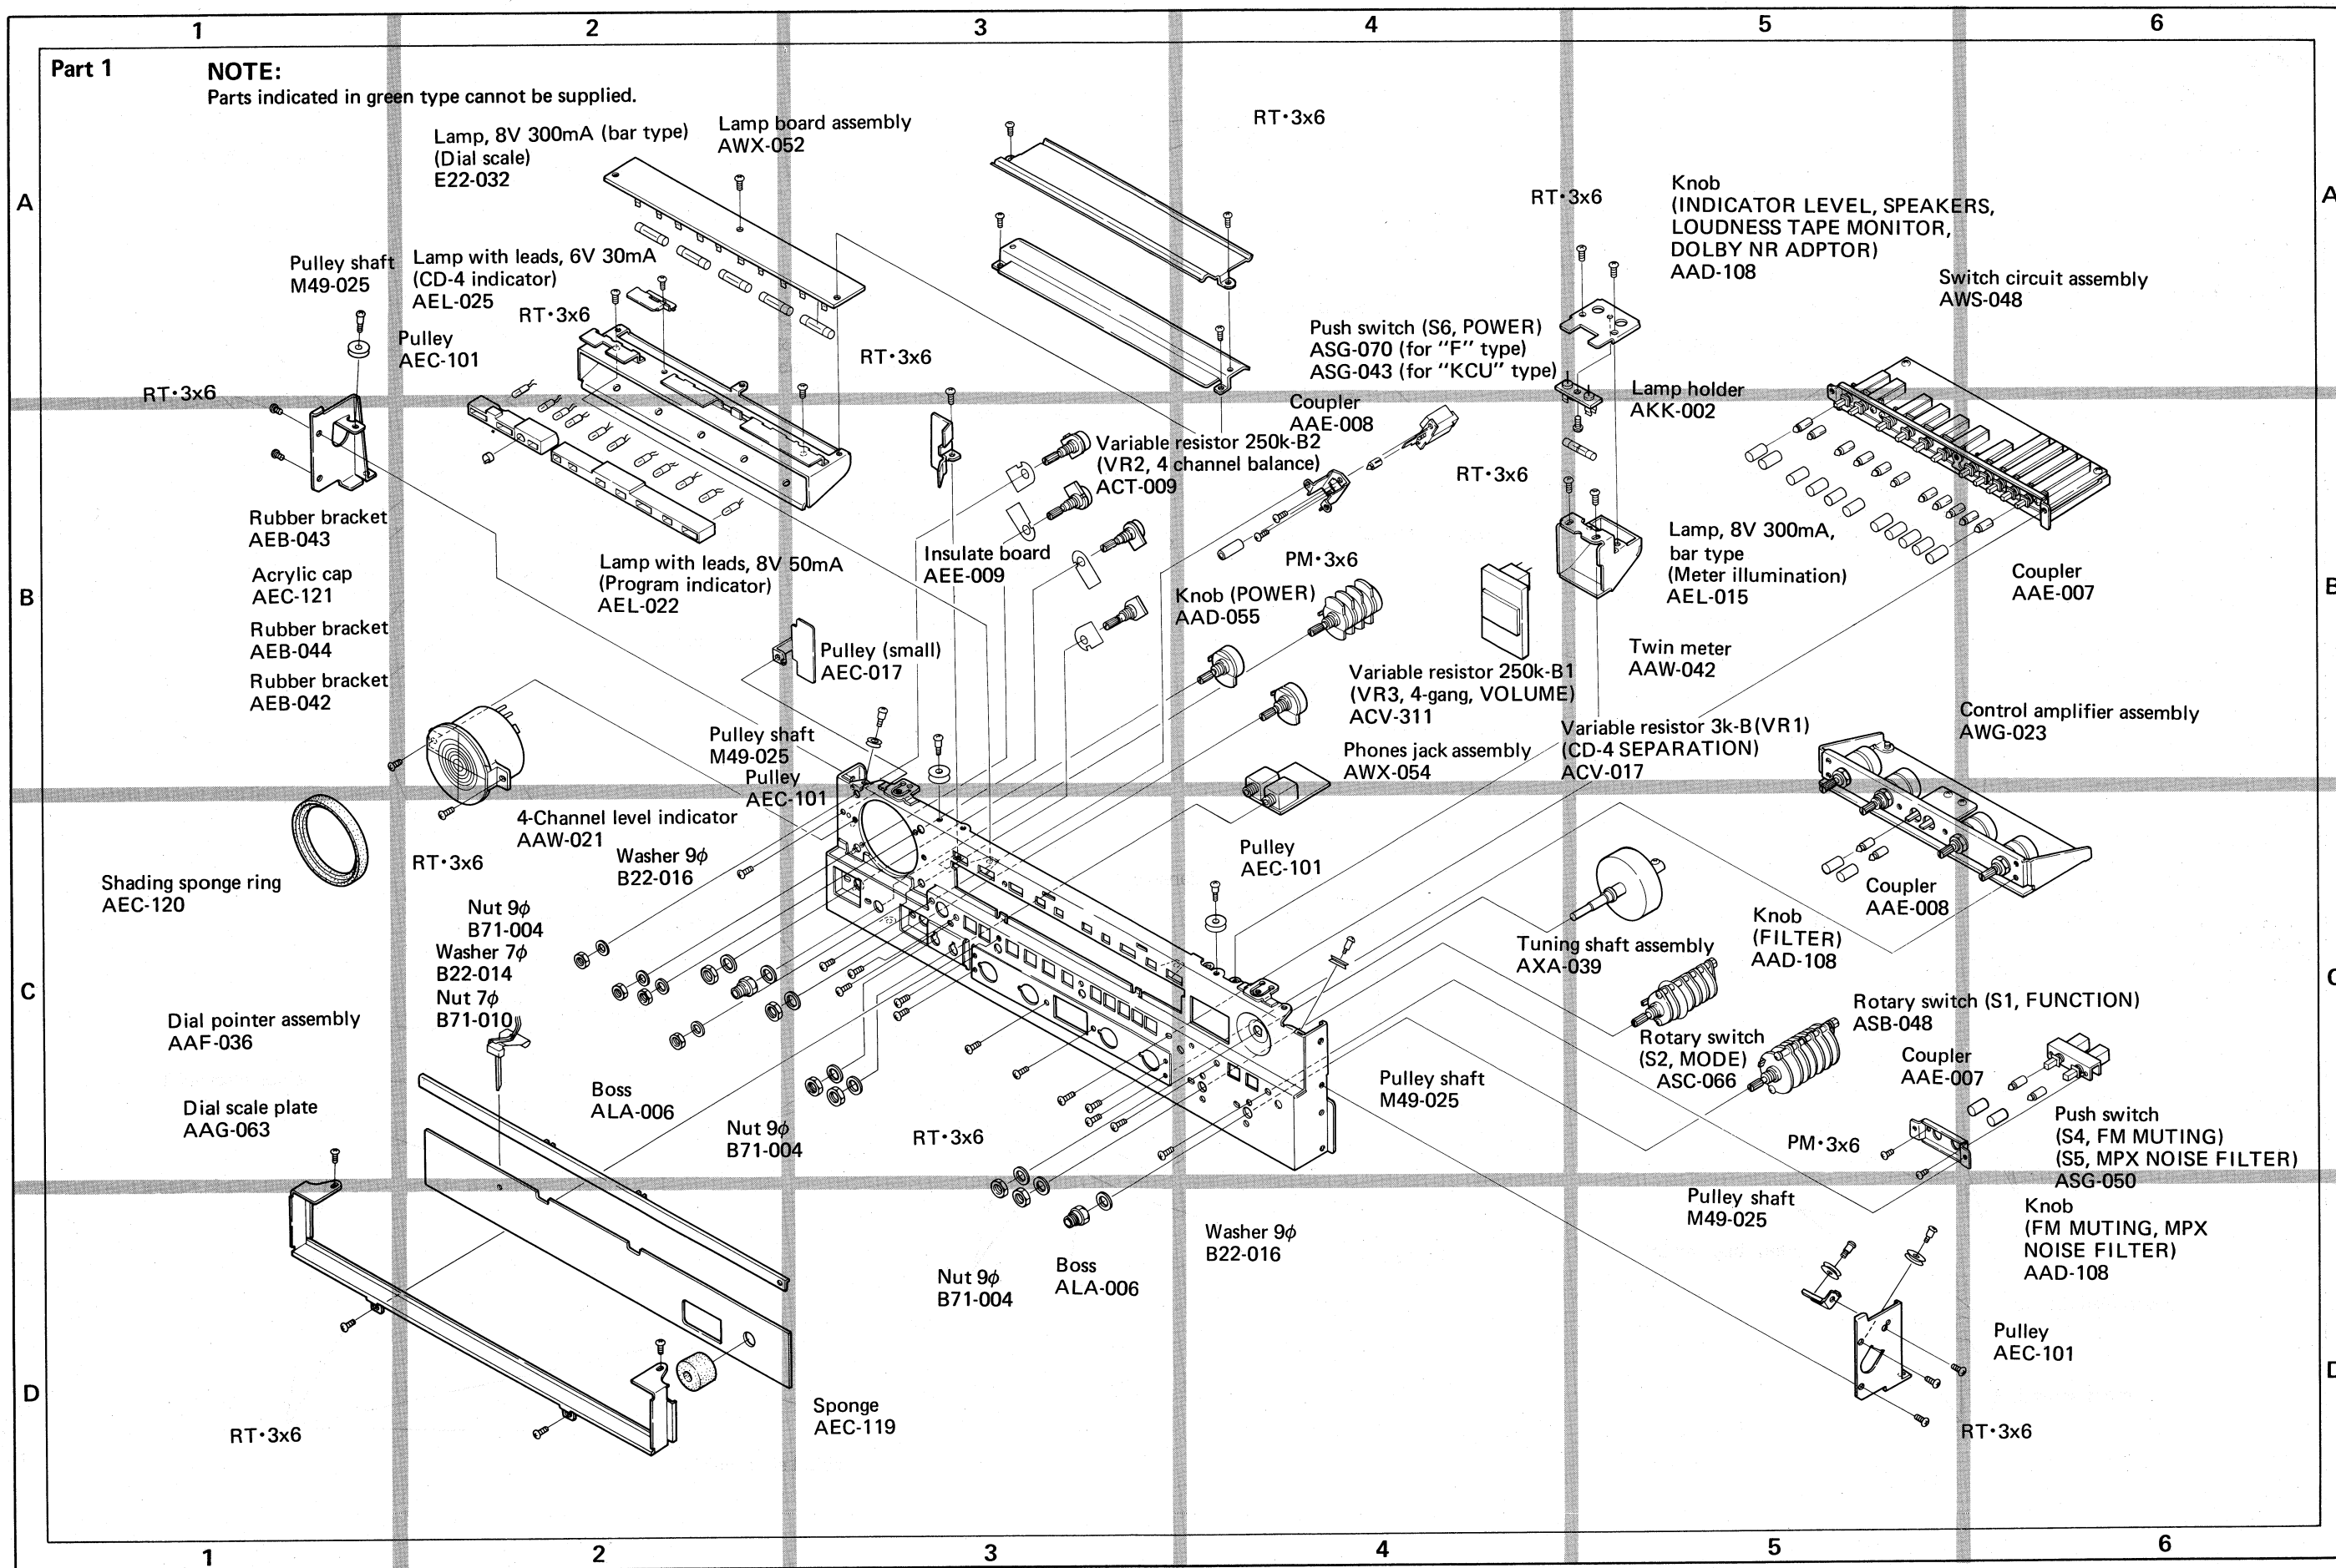 1 2 3 4 5 6
Part 1
NOTE:
Parts indicated in green type cannot be supplied.
A
A
Lamp, 8V 300mA (bar type)
(Dial scale)
E22-032
Lamp board assembly
AWX-052
RT·3x6
RT·3x6
Knob
(INDICATOR LEVEL, SPEAKERS,
LOUDNESS TAPE MONITOR,
DOLBY NR ADPTOR)
AAD-108
Switch circuit assembly
AWS-048
Pulley shaft
M49-025
Lamp with leads, 6V 30mA
(CD-4 indicator)
AEL-025
RT·3x6
Pulley
AEC-101
RT·3x6
Push switch (S6, POWER)
ASG-070 (for "F" type)
ASG-043 (for "KCU" type)
RT·3x6
Coupler
AAE-008
Lamp holder
AKK-002
Variable resistor 250k-B2
(VR2, 4 channel balance)
ACT-009
RT·3x6
B
B
Rubber bracket
AEB-043
Acrylic cap
AEC-121
Rubber bracket
AEB-044
Rubber bracket
AEB-042
Lamp with leads, 8V 50mA
(Program indicator)
AEL-022
Insulate board
AEE-009
PM·3x6
Knob (POWER)
AAD-055
Lamp, 8V 300mA,
bar type
(Meter illumination)
AEL-015
Coupler
AAE-007
Pulley (small)
AEC-017
Twin meter
AAW-042
Variable resistor 250k-B1
(VR3, 4-gang, VOLUME)
ACV-311
Pulley shaft
M49-025
Pulley
AEC-101
Phones jack assembly
AWX-054
Variable resistor 3k-B(VR1)
(CD-4 SEPARATION)
ACV-017
Control amplifier assembly
AWG-023
4-Channel level indicator
AAW-021
RT·3x6
Washer 9φ
B22-016
Pulley
AEC-101
Shading sponge ring
AEC-120
Coupler
AAE-008
Nut 9φ
B71-004
Washer 7φ
B22-014
Nut 7φ
B71-010
Knob
(FILTER)
AAD-108
Tuning shaft assembly
AXA-039
C
C
Dial pointer assembly
AAF-036
Rotary switch (S1, FUNCTION)
ASB-048
Rotary switch
(S2, MODE)
ASC-066
Coupler
AAE-007
Dial scale plate
AAG-063
Boss
ALA-006
Nut 9φ
B71-004
RT·3x6
Pulley shaft
M49-025
PM·3x6
Push switch
(S4, FM MUTING)
(S5, MPX NOISE FILTER)
ASG-050
Pulley shaft
M49-025
Knob
(FM MUTING, MPX
NOISE FILTER)
AAD-108
Washer 9φ
B22-016
Nut 9φ
B71-004
Boss
ALA-006
Pulley
AEC-101
D
D
Sponge
AEC-119
RT·3x6
RT·3x6
1 2 3 4 5 6